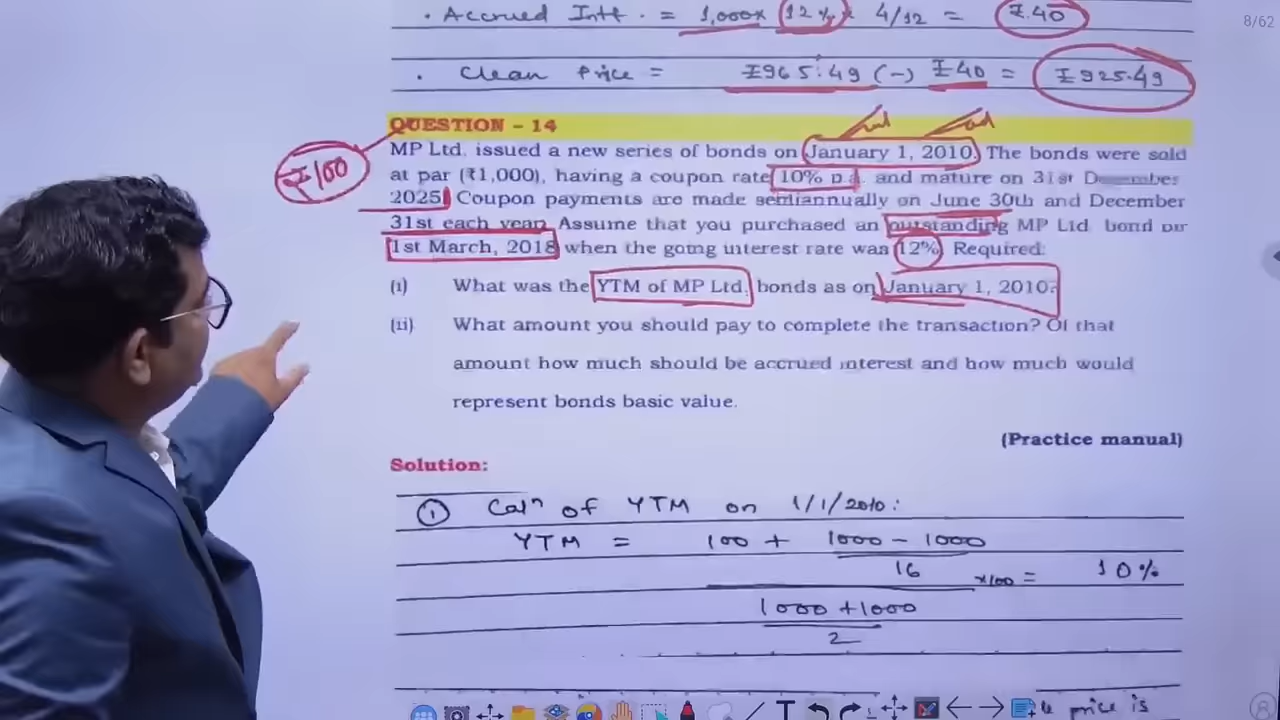 . Accrued Intt. = 1,000x 12% x 4/12 = ₹40
8/62
. Clean Price = ₹965.49 (-) ₹40 = ₹925.49
QUESTION - 14
₹100
MP Ltd. issued a new series of bonds on January 1, 2010. The bonds were sold
at par (₹1,000), having a coupon rate 10% p.a. and mature on 31st December
2025. Coupon payments are made semiannually on June 30th and December
31st each year. Assume that you purchased an outstanding MP Ltd. bond on
1st March, 2018 when the going interest rate was 12%. Required:
(i) What was the YTM of MP Ltd. bonds as on January 1, 2010?
(ii) What amount you should pay to complete the transaction? Of that
amount how much should be accrued interest and how much would
represent bonds basic value.
(Practice manual)
Solution:
① Calⁿ of YTM on 1/1/2010:
YTM = 100 + 1000 - 1000
16 x100 = 10%
1000 + 1000
2
price is